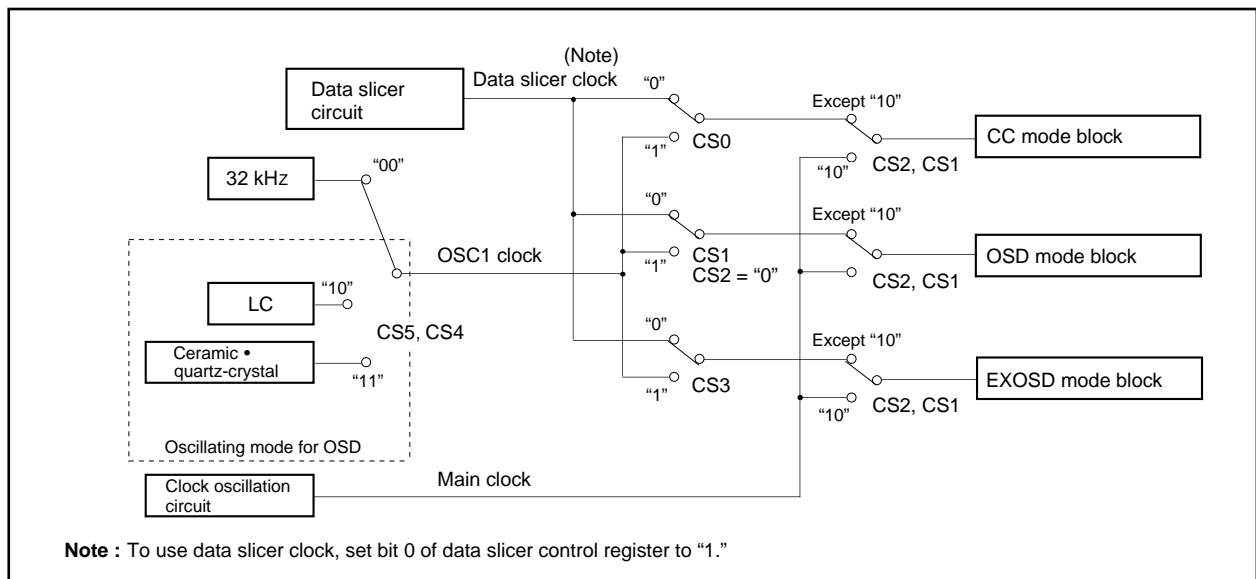 (Note)
Data slicer clock
Data slicer
circuit
“0”
Except “10”
CC mode block
“1”
CS0
“10”
CS2, CS1
32 kHz
“00”
“0”
Except “10”
OSC1 clock
“1”
CS1
CS2 = “0”
OSD mode block
CS2, CS1
LC
“10”
CS5, CS4
Ceramic •
quartz-crystal
“11”
“0”
Except “10”
“1”
CS3
EXOSD mode block
“10”
CS2, CS1
Oscillating mode for OSD
Clock oscillation
circuit
Main clock
Note : To use data slicer clock, set bit 0 of data slicer control register to “1.”